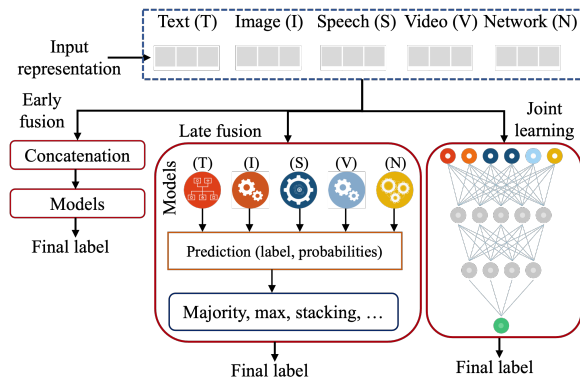 Text (T) Image (I) Speech (S) Video (V) Network (N)
Input
representation
Early
fusion
Late fusion
Joint
learning
Concatenation
Models
Final label
Models
(T) (I) (S) (V) (N)
Prediction (label, probabilities)
Majority, max, stacking, ...
Final label
Final label